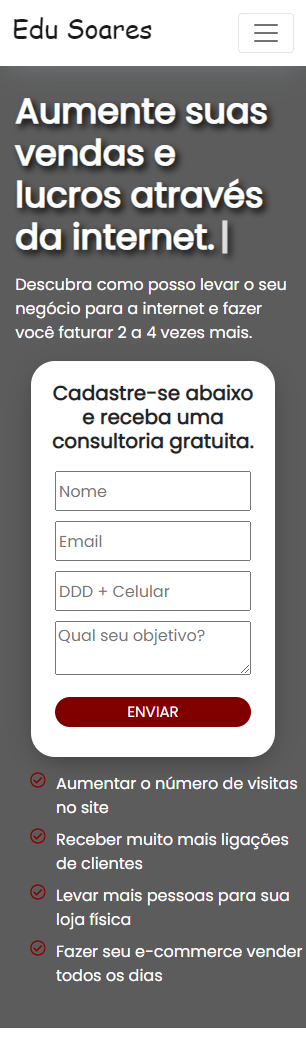 Edu Soares
Aumente suas
vendas e
lucros através
da internet.|
Descubra como posso levar o seu
negócio para a internet e fazer
você faturar 2 a 4 vezes mais.
Cadastre-se abaixo
e receba uma
consultoria gratuita.
Nome
Email
DDD + Celular
Qual seu objetivo?
ENVIAR
Aumentar o número de visitas
no site
Receber muito mais ligações
de clientes
Levar mais pessoas para sua
loja física
Fazer seu e-commerce vender
todos os dias